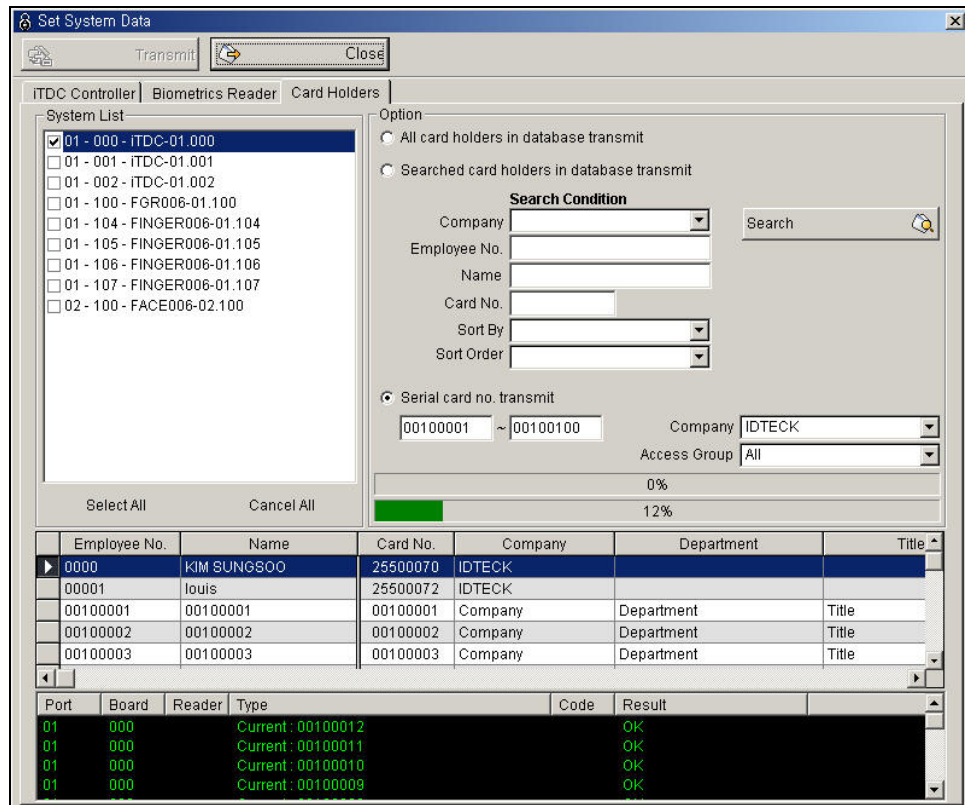 Set System Data
Transmit Close
iTDC Controller Biometrics Reader Card Holders
System List
01 - 000 - iTDC-01.000
01 - 001 - iTDC-01.001
01 - 002 - iTDC-01.002
01 - 100 - FGR006-01.100
01 - 104 - FINGER006-01.104
01 - 105 - FINGER006-01.105
01 - 106 - FINGER006-01.106
01 - 107 - FINGER006-01.107
02 - 100 - FACE006-02.100
Select All Cancel All
Option
All card holders in database transmit
Searched card holders in database transmit
Search Condition
Company
Search
Employee No.
Name
Card No.
Sort By
Sort Order
Serial card no. transmit
00100001 ~ 00100100 Company IDTECK
Access Group All
0%
12%
Employee No. Name Card No. Company Department Title
0000 KIM SUNGSOO 25500070 IDTECK
00001 louis 25500072 IDTECK
00100001 00100001 00100001 Company Department Title
00100002 00100002 00100002 Company Department Title
00100003 00100003 00100003 Company Department Title
Port Board Reader Type Code Result
01 000 Current : 00100012 OK
01 000 Current : 00100011 OK
01 000 Current : 00100010 OK
01 000 Current : 00100009 OK